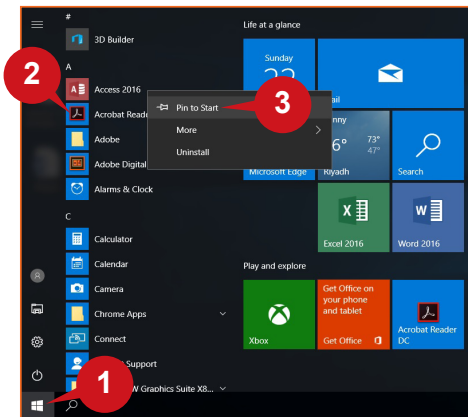 #
3D Builder
A
Access 2016
Acrobat Read
Adobe
Adobe Digital
Alarms & Clock
C
Calculator
Calendar
Camera
Chrome Apps
Connect
Support
W Graphics Suite X8...
1
2
3
Pin to Start
More
Uninstall
Life at a glance
Sunday
Microsoft Edge
ail
nny
6°
73°
47°
Riyadh
Search
Excel 2016
Word 2016
Play and explore
Xbox
Get Office on
your phone
and tablet
Get Office
Acrobat Reader
DC